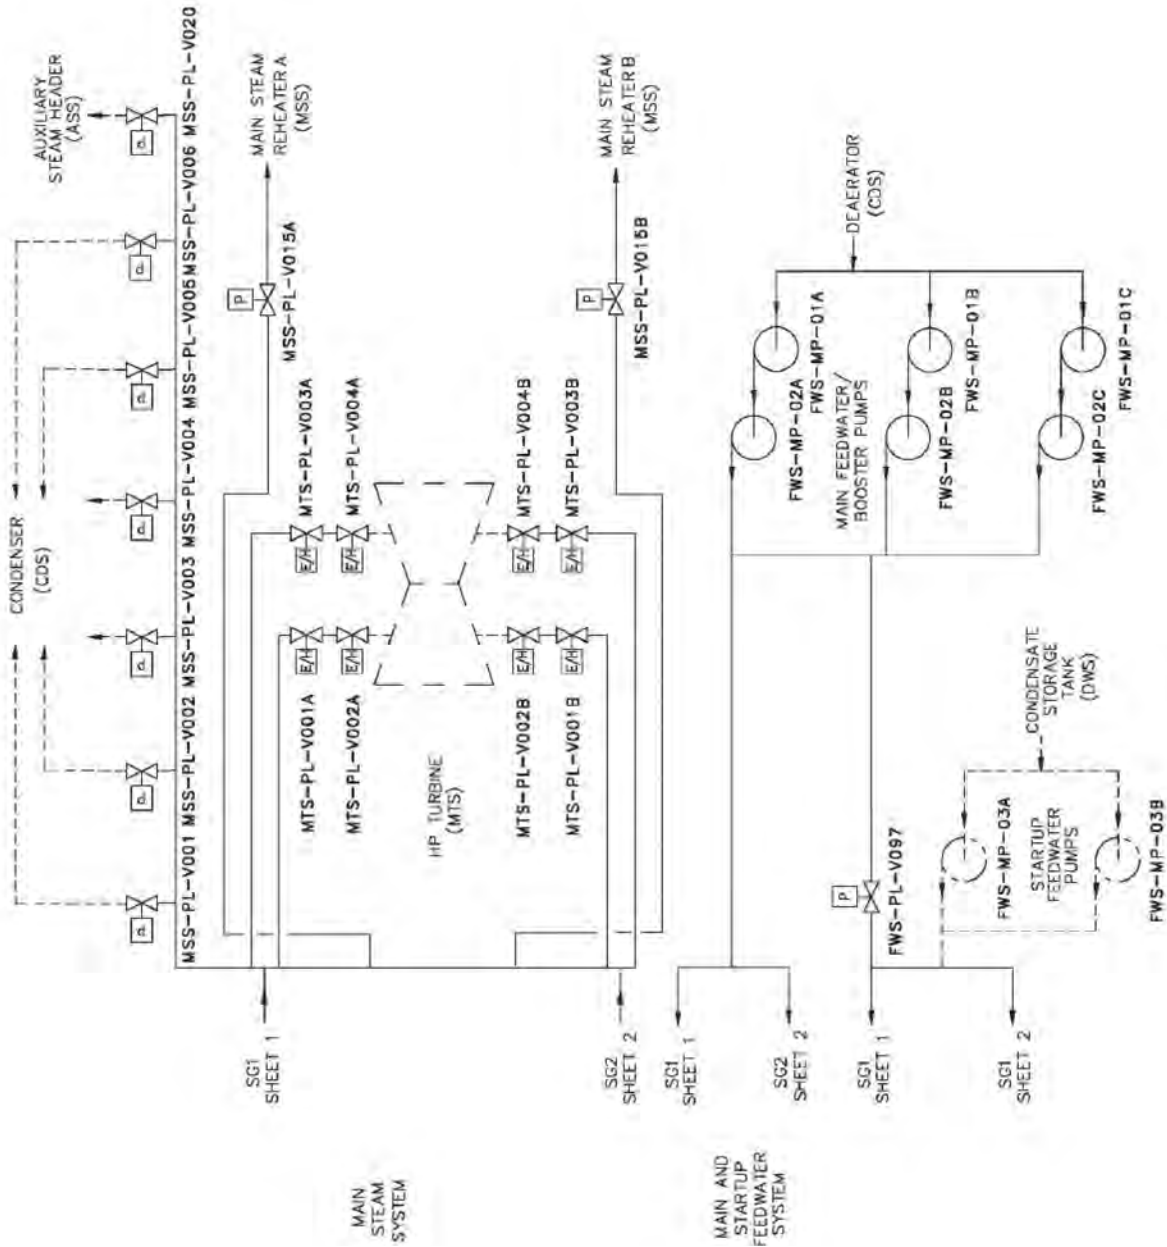 AUXILIARY
STEAM HEADER
(ASS)
CONDENSER
(CDS)
d
d
d
d
d
d
d
MSS-PL-V001
MSS-PL-V002
MSS-PL-V003
MSS-PL-V004
MSS-PL-V005
MSS-PL-V006
MSS-PL-V020
MAIN STEAM
REHEATER A
(MSS)
P
MSS-PL-V015A
MTS-PL-V003A
MTS-PL-V004A
E/H
E/H
E/H
E/H
MTS-PL-V001A
MTS-PL-V002A
HP TURBINE
(MTS)
MTS-PL-V004B
MTS-PL-V003B
E/H
E/H
E/H
E/H
MTS-PL-V002B
MTS-PL-V001B
MAIN STEAM
REHEATER B
(MSS)
P
MSS-PL-V015B
SG1
SHEET 1
SG2
SHEET 2
MAIN
STEAM
SYSTEM
DEAERATOR
(CDS)
FWS-MP-01A
FWS-MP-02A
MAIN FEEDWATER/
BOOSTER PUMPS
FWS-MP-01B
FWS-MP-02B
FWS-MP-01C
FWS-MP-02C
CONDENSATE
STORAGE
TANK
(DWS)
P
FWS-PL-V097
FWS-MP-03A
STARTUP
FEEDWATER
PUMPS
FWS-MP-03B
SG1
SHEET 1
SG2
SHEET 2
SG1
SHEET 1
SG1
SHEET 2
MAIN AND
STARTUP
FEEDWATER
SYSTEM